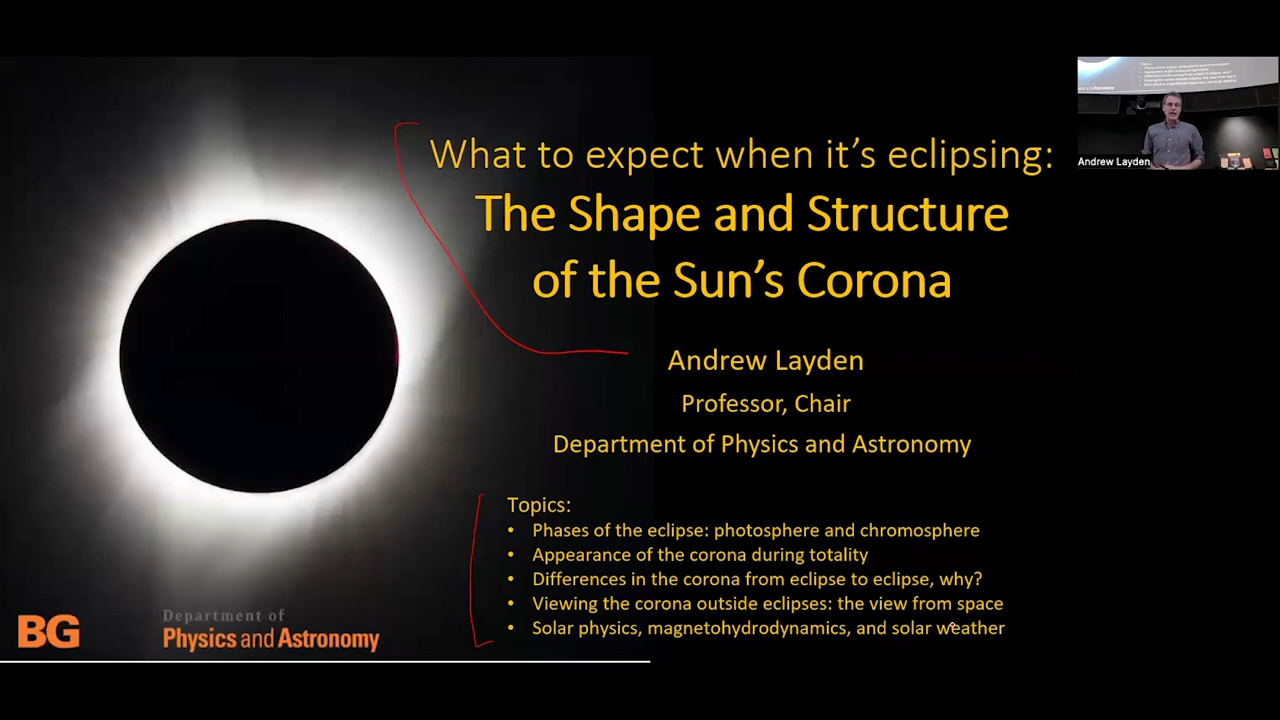 What to expect when it's eclipsing:
The Shape and Structure
of the Sun's Corona
Andrew Layden
Professor, Chair
Department of Physics and Astronomy
Topics:
• Phases of the eclipse: photosphere and chromosphere
• Appearance of the corona during totality
• Differences in the corona from eclipse to eclipse, why?
• Viewing the corona outside eclipses: the view from space
• Solar physics, magnetohydrodynamics, and solar weather
BG
Department of
Physics and Astronomy
Andrew Layden